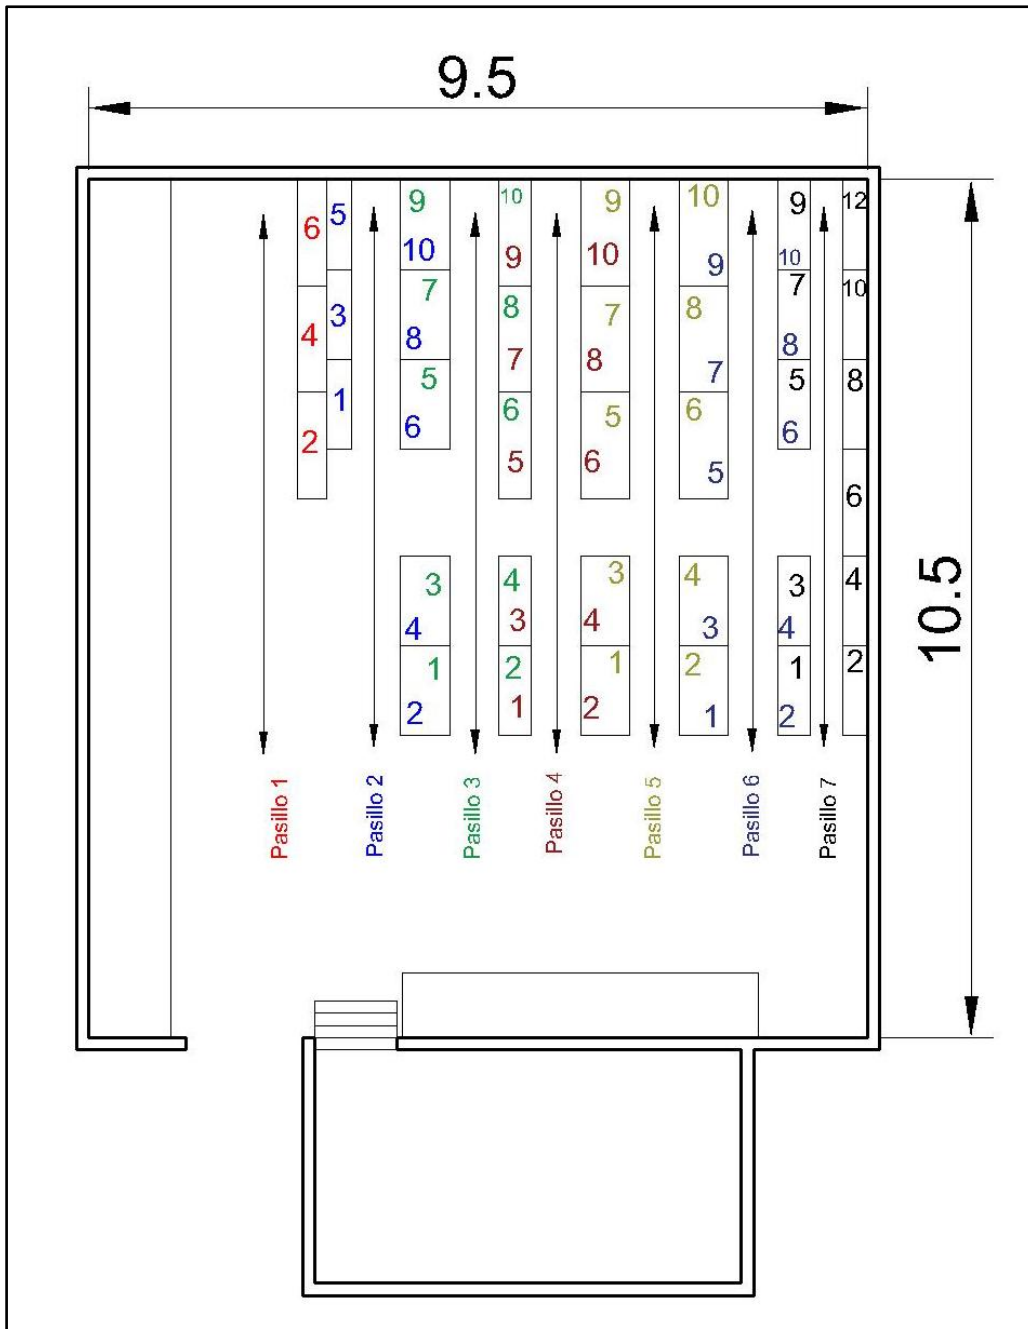 9.5
6 5 9 10 10 9 9 10 10 9 9 10 12
4 3 7 8 8 7 7 8 8 7 7 8 10
2 1 5 6 6 5 5 6 6 5 5 6 8
6
3 4 4 3 3 4 4 3 3 4 4
1 2 2 1 1 2 2 1 1 2 2
10.5
Pasillo 1
Pasillo 2
Pasillo 3
Pasillo 4
Pasillo 5
Pasillo 6
Pasillo 7